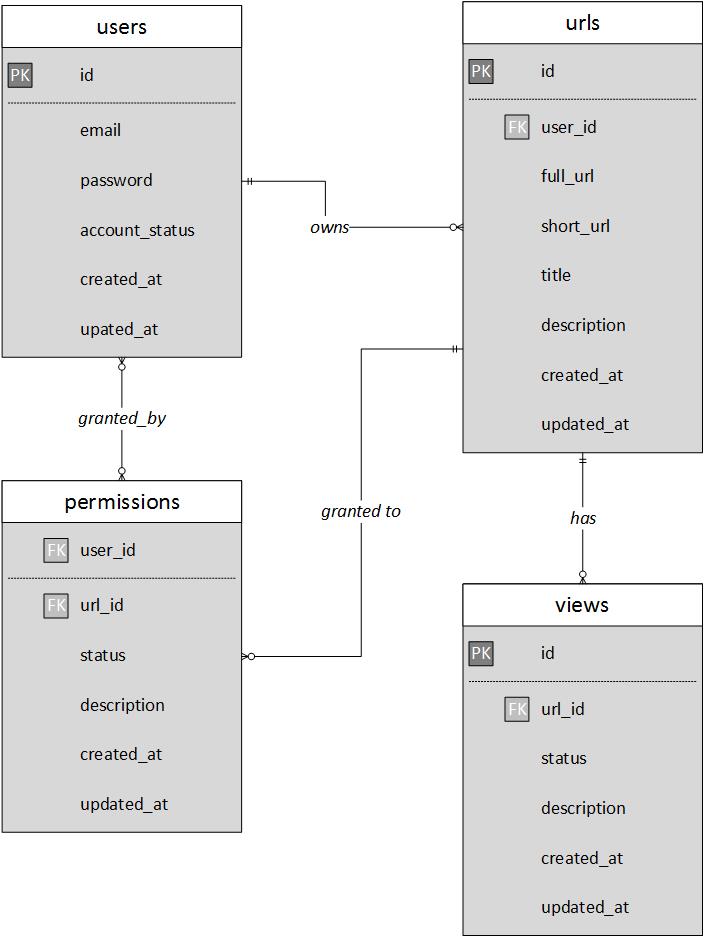 users
PK id
email
password
account_status
created_at
upated_at
urls
PK id
FK user_id
full_url
short_url
title
description
created_at
updated_at
owns
granted_by
granted to
has
permissions
FK user_id
FK url_id
status
description
created_at
updated_at
views
PK id
FK url_id
status
description
created_at
updated_at